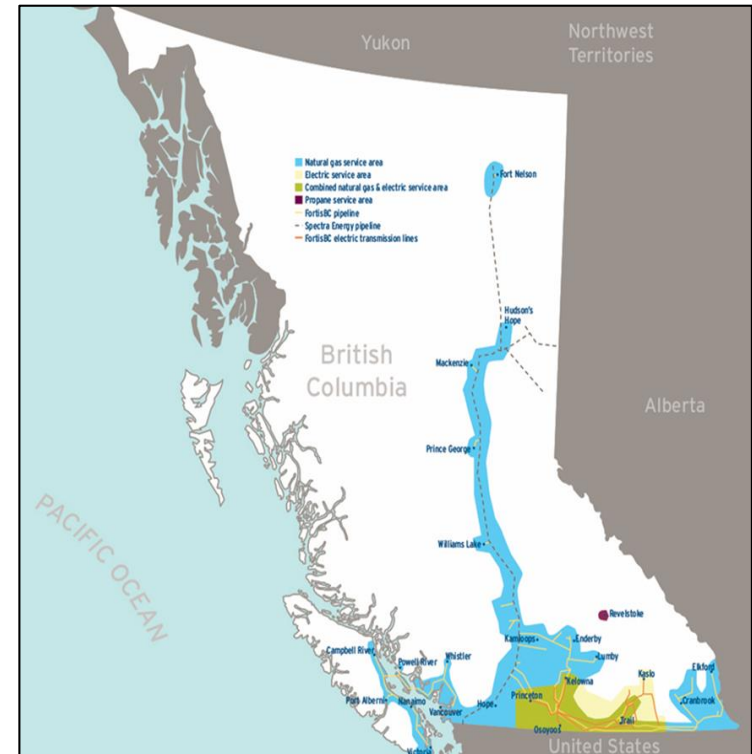 Yukon
Northwest
Territories
Natural gas service area
Electric service area
Combined natural gas & electric service area
Propane service area
FortisBC pipeline
Spectra Energy pipeline
FortisBC electric transmission lines
Fort Nelson
Hudson's
Hope
British
Columbia
Mackenzie
Alberta
Prince George
PACIFIC OCEAN
Williams Lake
Revelstoke
Kamloops
Enderby
Campbell River
Powell River
Whistler
Lumby
Elkford
Kaslo
Kelowna
Port Alberni
Nanaimo
Vancouver
Hope
Princeton
Cranbrook
Trail
Osoyoos
Victoria
United States